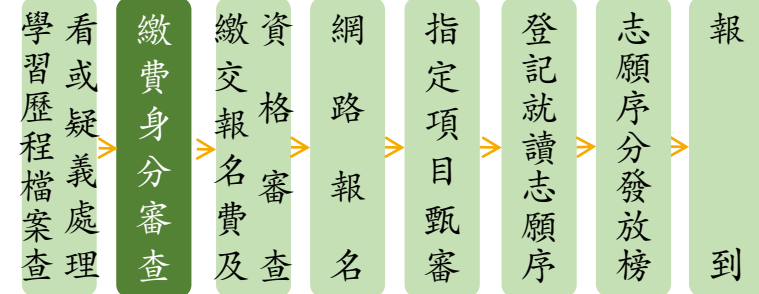 學習歷程檔案查
看或疑義處理
繳費身分審查
繳交報名費及
資格審查
網路報名
指定項目甄審
登記就讀志願序
志願序分發放榜
報到